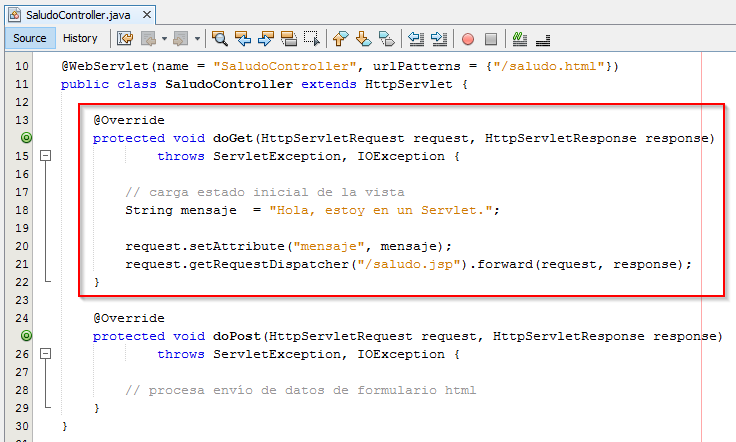 SaludoController.java
Source History
10 @WebServlet(name = "SaludoController", urlPatterns = {"/saludo.html"})
11 public class SaludoController extends HttpServlet {
12
13 @Override
protected void doGet(HttpServletRequest request, HttpServletResponse response)
15 throws ServletException, IOException {
16
17 // carga estado inicial de la vista
18 String mensaje  = "Hola, estoy en un Servlet.";
19
20 request.setAttribute("mensaje", mensaje);
21 request.getRequestDispatcher("/saludo.jsp").forward(request, response);
22 }
23
24 @Override
protected void doPost(HttpServletRequest request, HttpServletResponse response)
26 throws ServletException, IOException {
27
28 // procesa envío de datos de formulario html
29 }
30 }